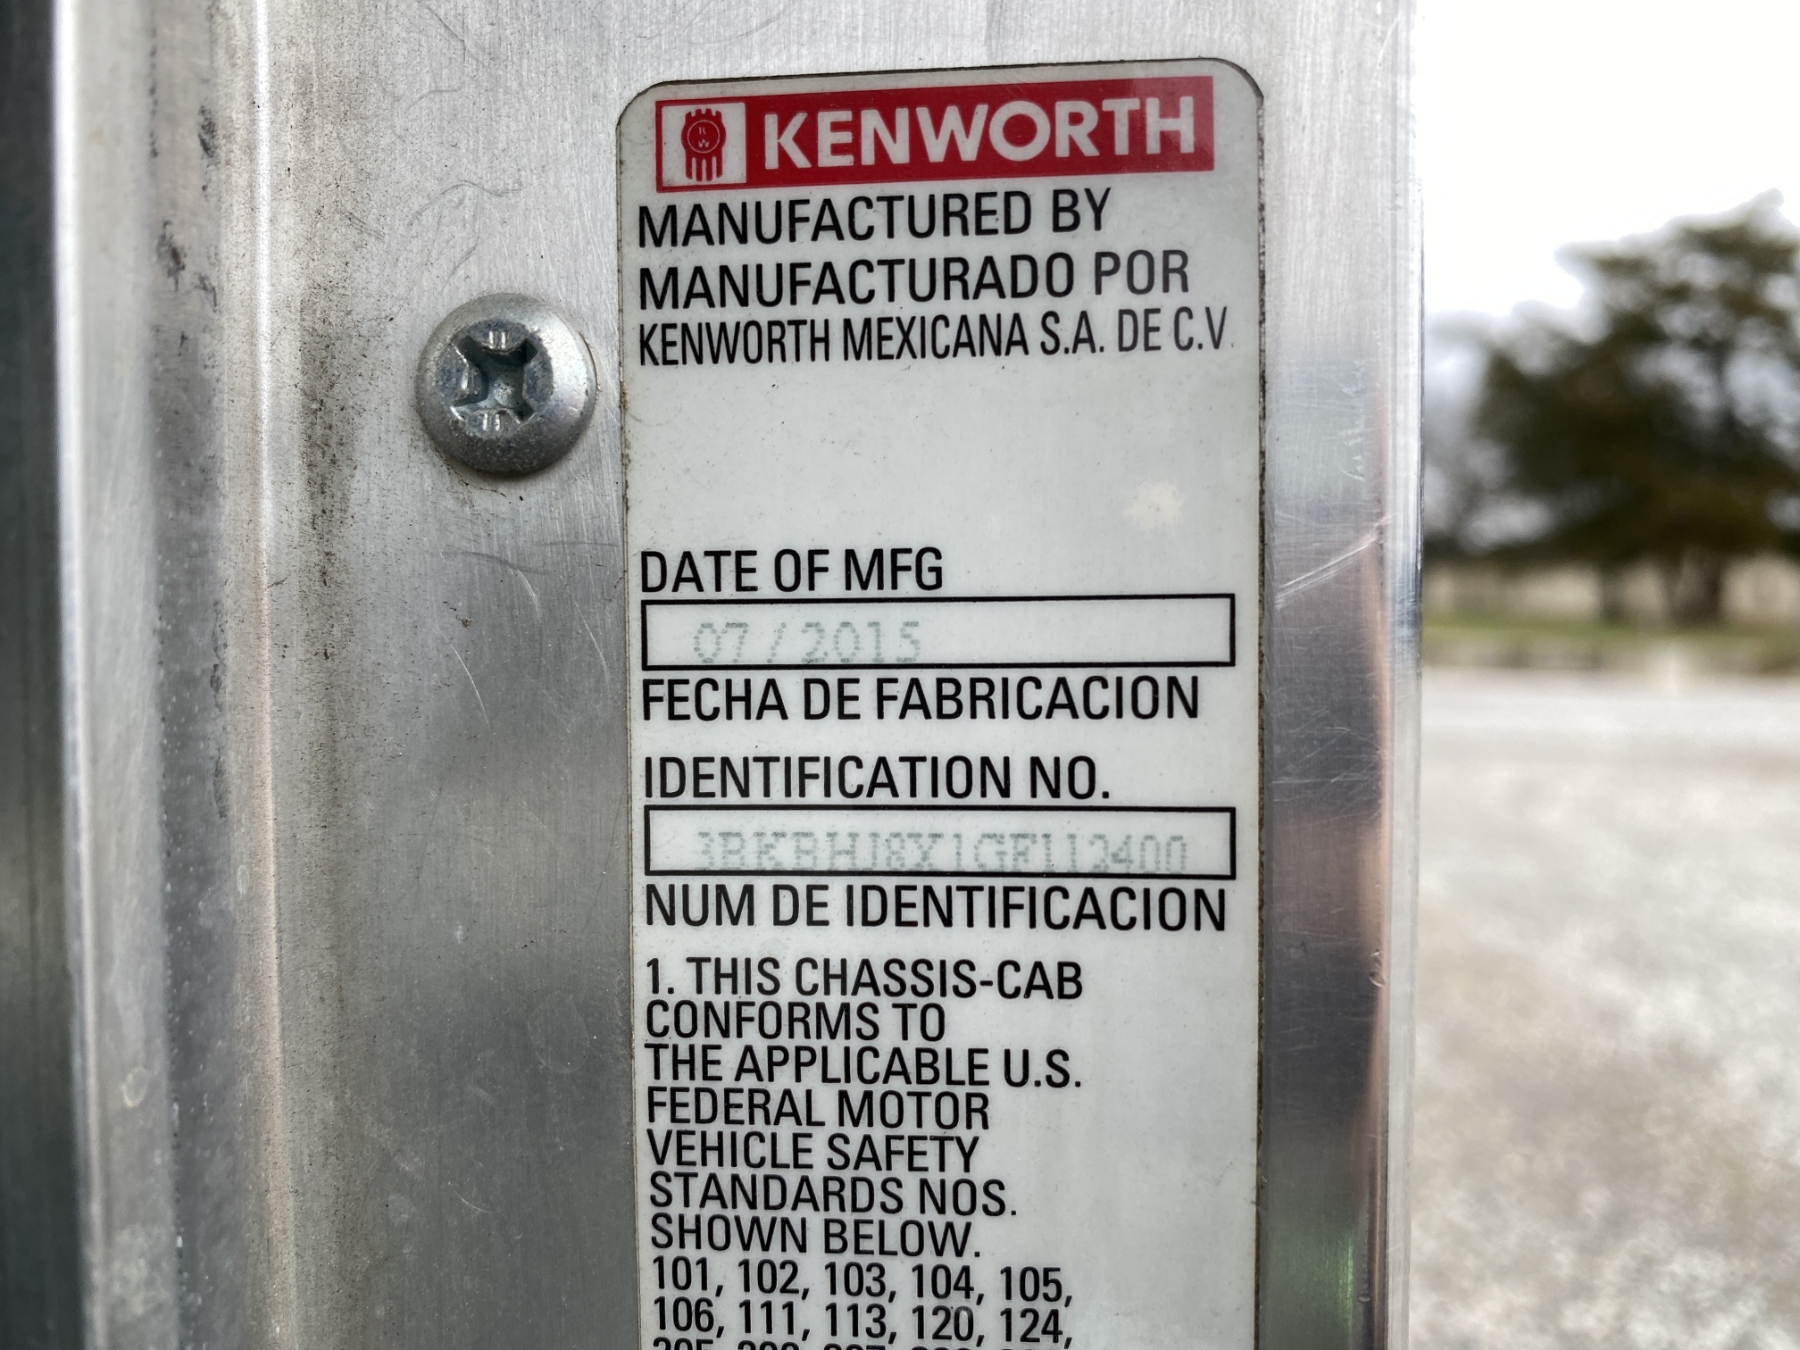 KENWORTH
MANUFACTURED BY
MANUFACTURADO POR
KENWORTH MEXICANA S.A. DE C.V.
DATE OF MFG
07/2015
FECHA DE FABRICACION
IDENTIFICATION NO.
3BKBHJ8X1GF112400
NUM DE IDENTIFICACION
1. THIS CHASSIS-CAB
CONFORMS TO
THE APPLICABLE U.S.
FEDERAL MOTOR
VEHICLE SAFETY
STANDARDS NOS.
SHOWN BELOW.
101, 102, 103, 104, 105,
106, 111, 113, 120, 124,